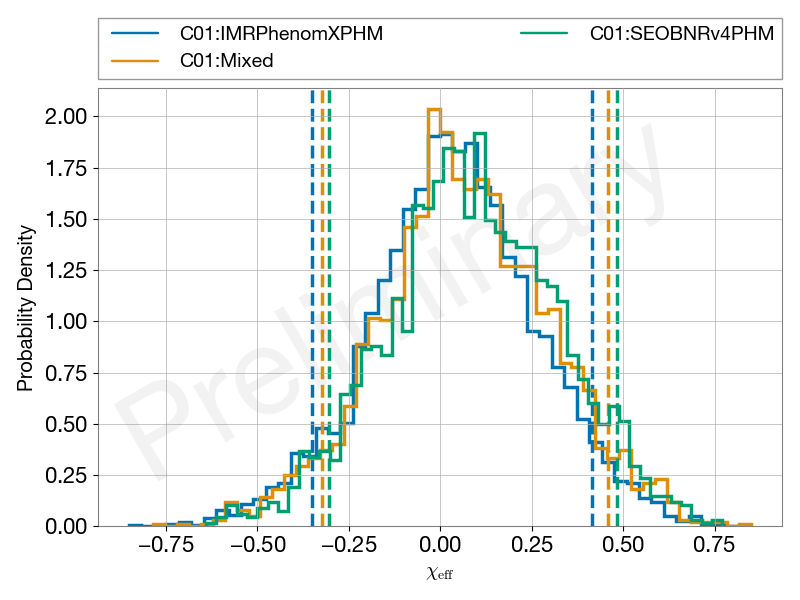 C01:IMRPhenomXPHM
C01:Mixed
C01:SEOBNRv4PHM
2.00
1.75
1.50
1.25
1.00
0.75
0.50
0.25
0.00
Probability Density
Preliminary
−0.75 −0.50 −0.25 0.00 0.25 0.50 0.75
χeff